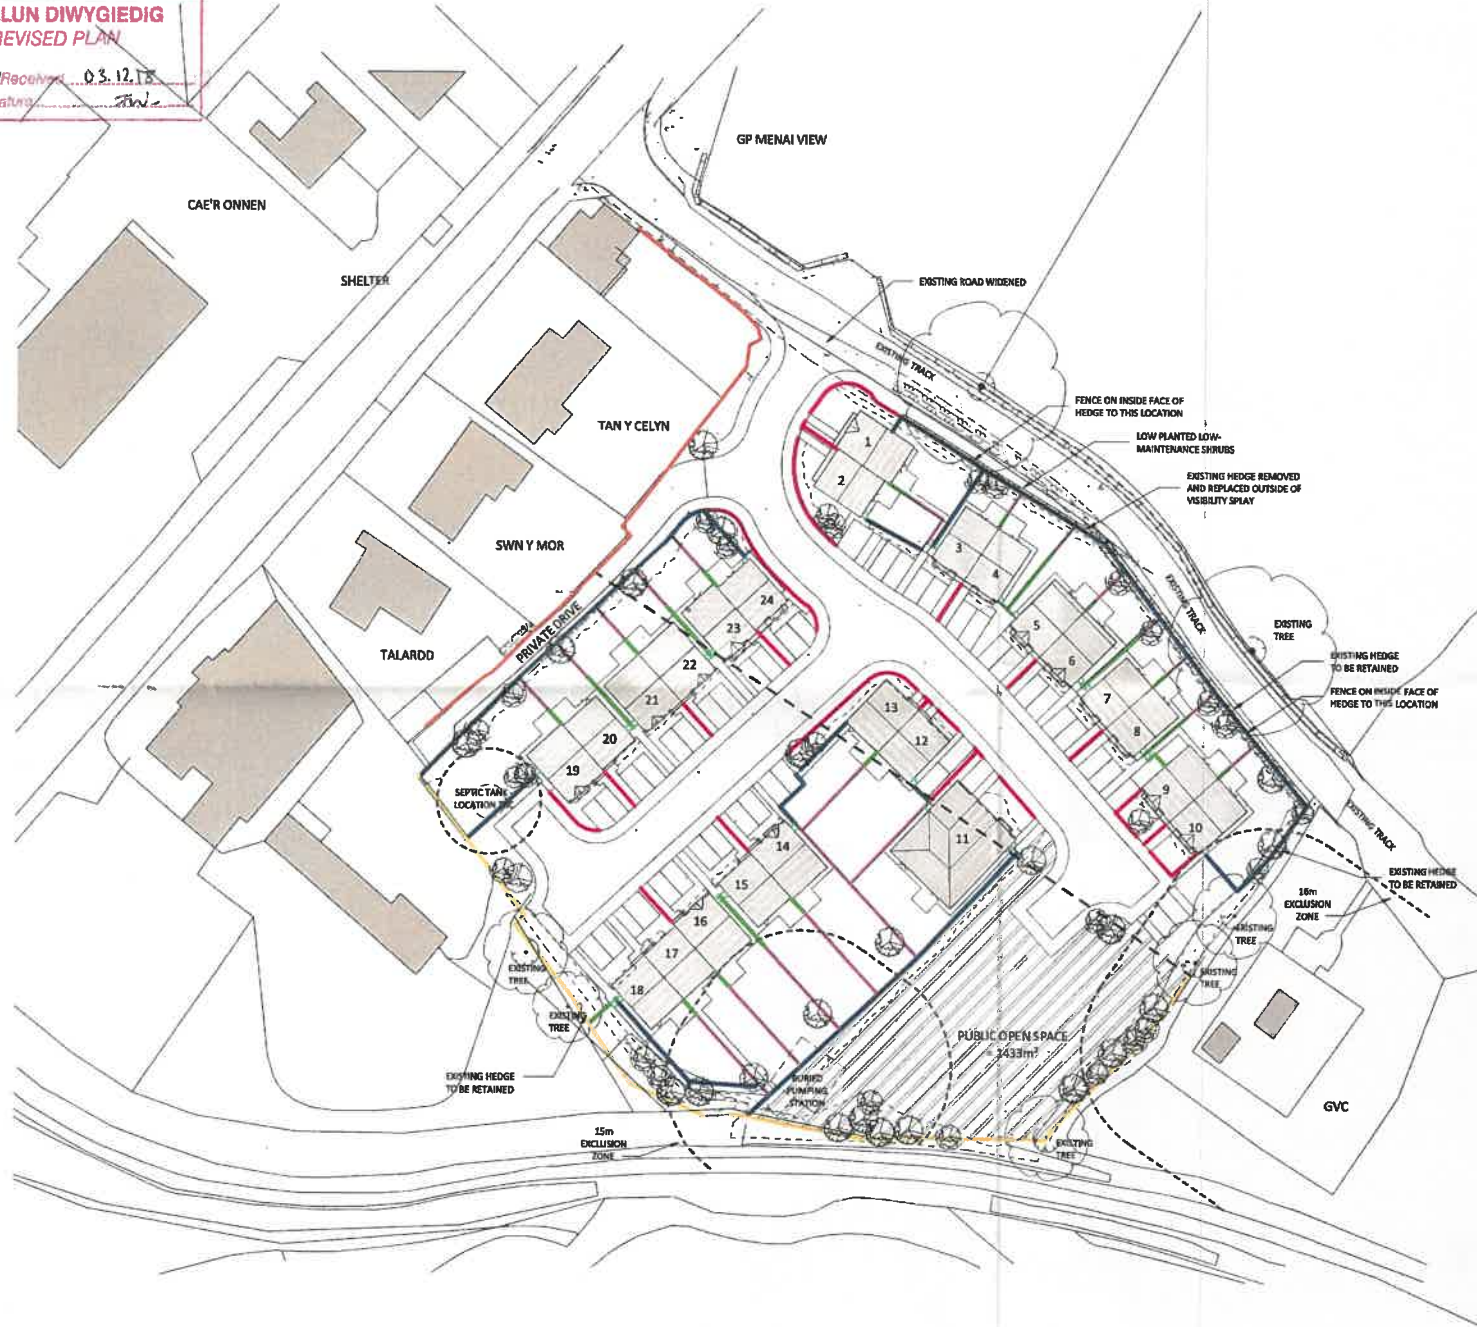 LUN DIWYGIEDIG
REVISED PLAN
Received 03.12.18
ature
GP MENAI VIEW
CAE'R ONNEN
SHELTER
EXISTING ROAD WIDENED
EXISTING TRACK
FENCE ON INSIDE FACE OF
HEDGE TO THIS LOCATION
LOW PLANTED LOW-
MAINTENANCE SHRUBS
EXISTING HEDGE REMOVED
AND REPLACED OUTSIDE OF
VISIBILITY SPLAY
TAN Y CELYN
SWN Y MOR
TALARDD
PRIVATE DRIVE
EXISTING TRACK
EXISTING
TREE
EXISTING HEDGE
TO BE RETAINED
FENCE ON INSIDE FACE OF
HEDGE TO THIS LOCATION
1
2
3
4
5
6
7
8
9
10
11
12
13
14
15
16
17
18
19
20
21
22
23
24
SEPTIC TANK
LOCATION
EXISTING TRACK
EXISTING HEDGE
TO BE RETAINED
16m
EXCLUSION
ZONE
EXISTING
TREE
EXISTING
TREE
EXISTING
TREE
EXISTING
TREE
PUBLIC OPEN SPACE
= 1433m²
EXISTING HEDGE
TO BE RETAINED
BURIED
PUMPING
STATION
15m
EXCLUSION
ZONE
EXISTING
TREE
GVC